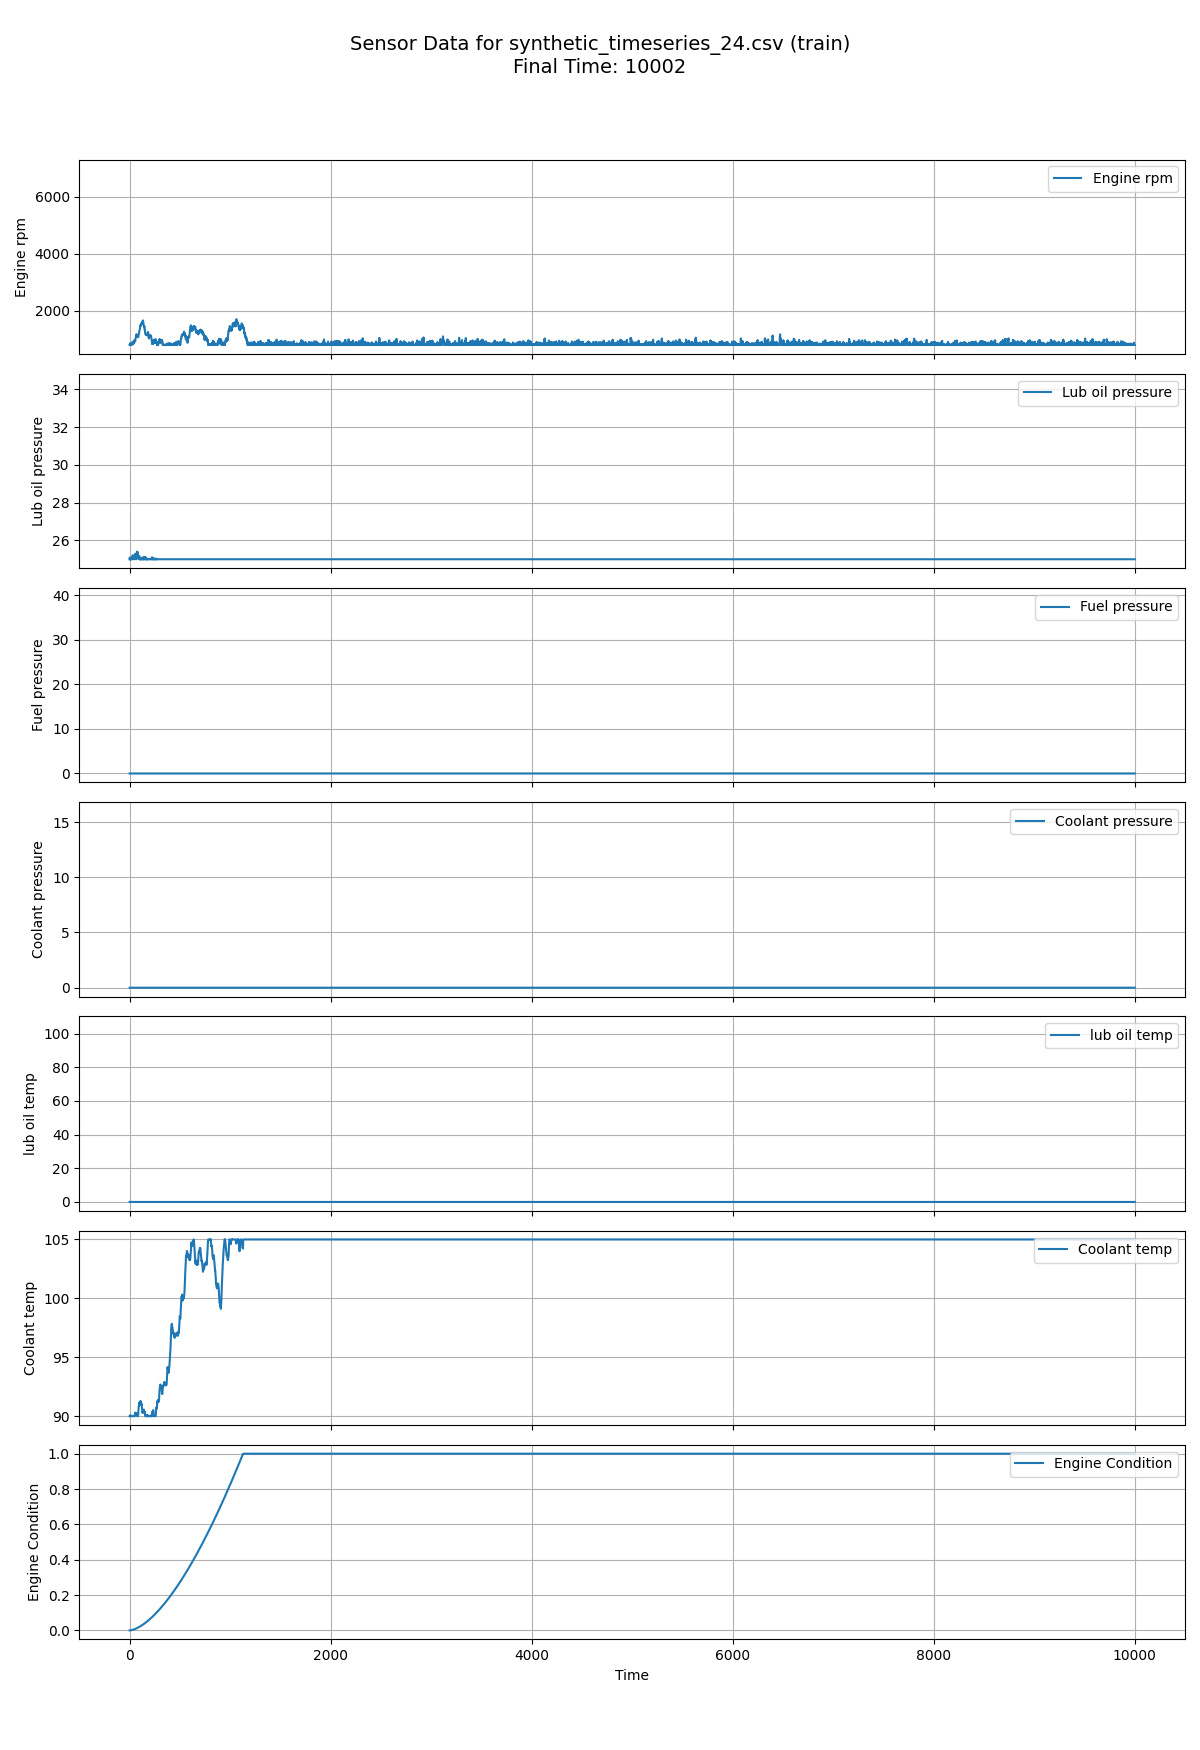 Sensor Data for synthetic_timeseries_24.csv (train)
Final Time: 10002
Engine rpm
6000
4000
2000
Engine rpm
Lub oil pressure
34
32
30
28
26
Lub oil pressure
Fuel pressure
40
30
20
10
0
Fuel pressure
Coolant pressure
15
10
5
0
Coolant pressure
lub oil temp
100
80
60
40
20
0
lub oil temp
Coolant temp
105
100
95
90
Coolant temp
Engine Condition
1.0
0.8
0.6
0.4
0.2
0.0
Engine Condition
0 2000 4000 6000 8000 10000
Time